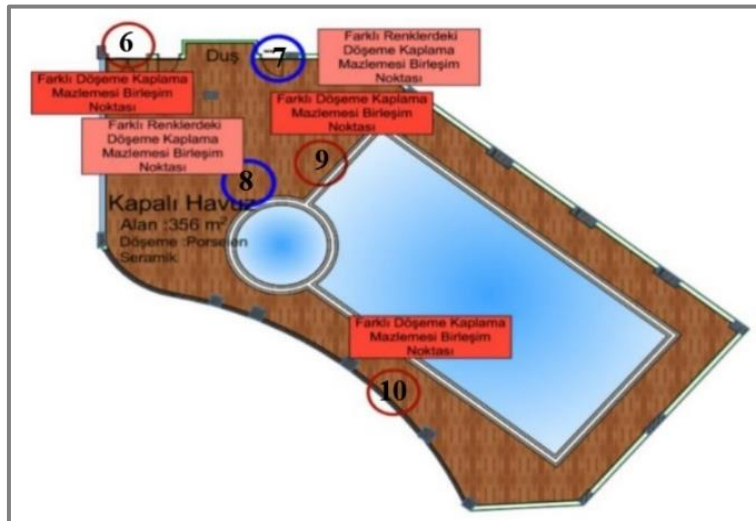 6
7
Duş
Farklı Renklerdeki
Döşeme Kaplama
Mazlemesi Birleşim
Noktası
Farklı Döşeme Kaplama
Mazlemesi Birleşim
Noktası
Farklı Döşeme Kaplama
Mazlemesi Birleşim
Noktası
Farklı Renklerdeki
Döşeme Kaplama
Mazlemesi Birleşim
Noktası
9
8
Kapalı Havuz
Alan :356 m²
Döşeme :Porselen
Seramik
Farklı Döşeme Kaplama
Mazlemesi Birleşim
Noktası
10